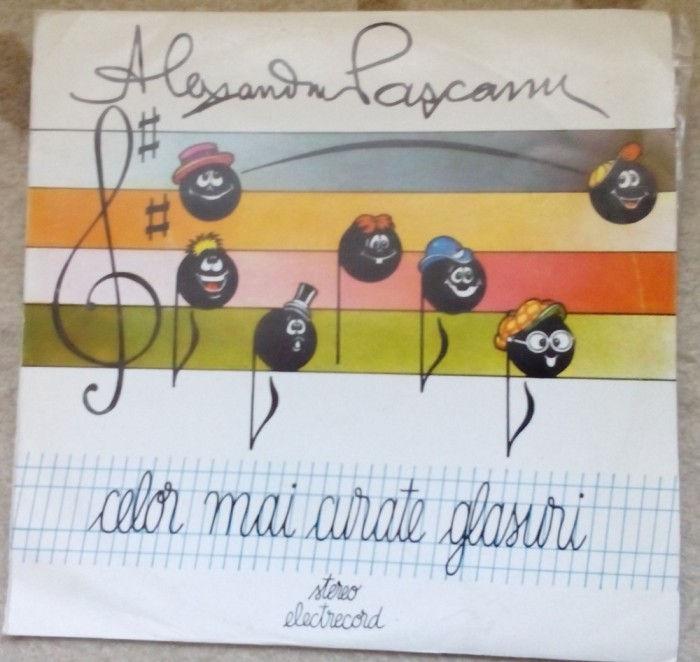 Alexandru Pașcanu
celor mai curate glasuri
stereo
electrecord